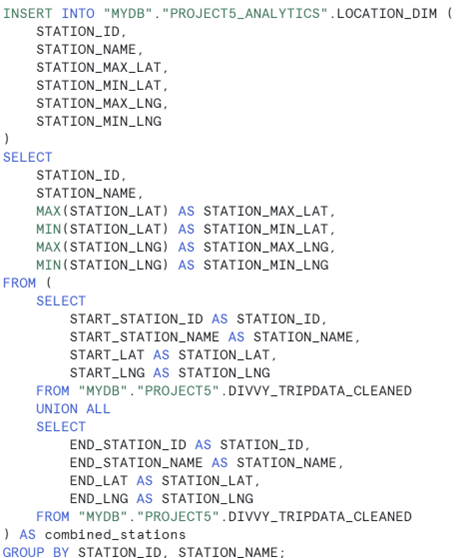 INSERT INTO "MYDB"."PROJECT5_ANALYTICS".LOCATION_DIM (
    STATION_ID,
    STATION_NAME,
    STATION_MAX_LAT,
    STATION_MIN_LAT,
    STATION_MAX_LNG,
    STATION_MIN_LNG
)
SELECT
    STATION_ID,
    STATION_NAME,
    MAX(STATION_LAT) AS STATION_MAX_LAT,
    MIN(STATION_LAT) AS STATION_MIN_LAT,
    MAX(STATION_LNG) AS STATION_MAX_LNG,
    MIN(STATION_LNG) AS STATION_MIN_LNG
FROM (
    SELECT
        START_STATION_ID AS STATION_ID,
        START_STATION_NAME AS STATION_NAME,
        START_LAT AS STATION_LAT,
        START_LNG AS STATION_LNG
    FROM "MYDB"."PROJECT5".DIVVY_TRIPDATA_CLEANED
    UNION ALL
    SELECT
        END_STATION_ID AS STATION_ID,
        END_STATION_NAME AS STATION_NAME,
        END_LAT AS STATION_LAT,
        END_LNG AS STATION_LNG
    FROM "MYDB"."PROJECT5".DIVVY_TRIPDATA_CLEANED
) AS combined_stations
GROUP BY STATION_ID, STATION_NAME;